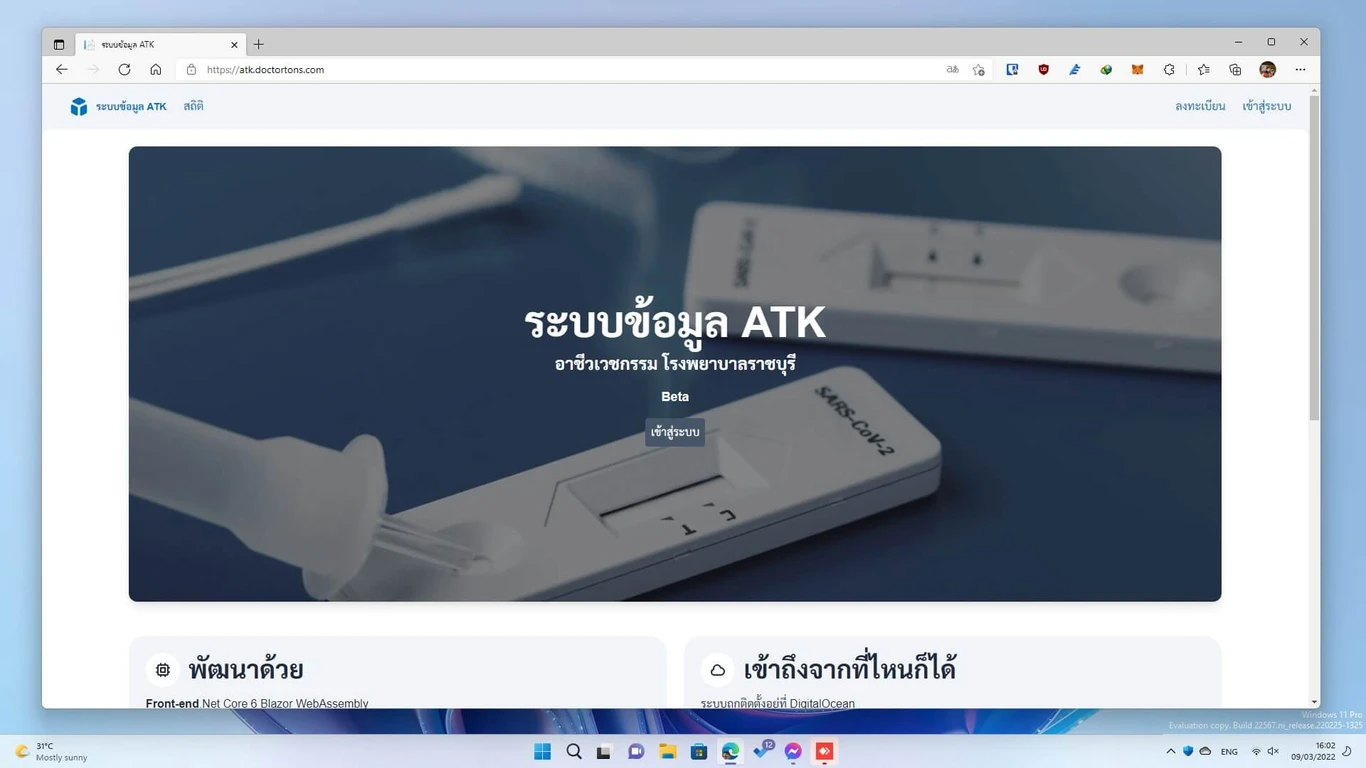 ระบบข้อมูล ATK
https://atk.doctortons.com
ระบบข้อมูล ATK
สถิติ
ลงทะเบียน
เข้าสู่ระบบ
ระบบข้อมูล ATK
อาชีวเวชกรรม โรงพยาบาลราชบุรี
Beta
เข้าสู่ระบบ
SARS-CoV-2
พัฒนาด้วย
Front-end Net Core 6 Blazor WebAssembly
เข้าถึงจากที่ไหนก็ได้
ระบบถูกติดตั้งอยู่ที่ DigitalOcean
Windows 11 Pro
Evaluation copy. Build 22567.ni_release.220225-1325
31°C
Mostly sunny
12
ENG
16:02
09/03/2022